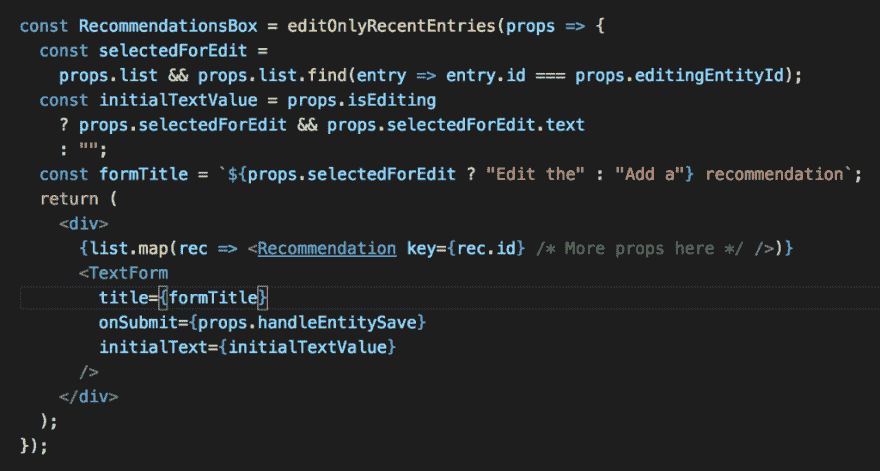 const RecommendationsBox = editOnlyRecentEntries(props => {
  const selectedForEdit =
    props.list && props.list.find(entry => entry.id === props.editingEntityId);
  const initialTextValue = props.isEditing
    ? props.selectedForEdit && props.selectedForEdit.text
    : "";
  const formTitle = `${props.selectedForEdit ? "Edit the" : "Add a"} recommendation`;
  return (
    <div>
      {list.map(rec => <Recommendation key={rec.id} /* More props here */ />)}
      <TextForm
        title={formTitle}
        onSubmit={props.handleEntitySave}
        initialText={initialTextValue}
      />
    </div>
  );
});